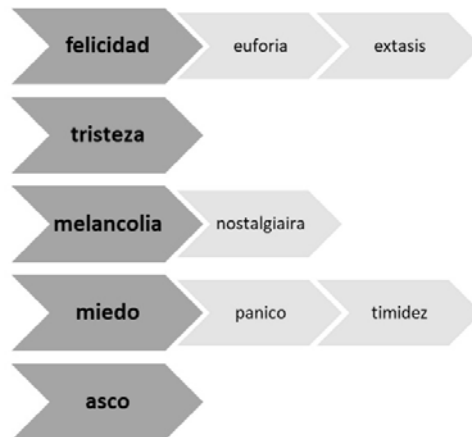 felicidad euforia extasis
tristeza
melancolia nostalgiaira
miedo panico timidez
asco